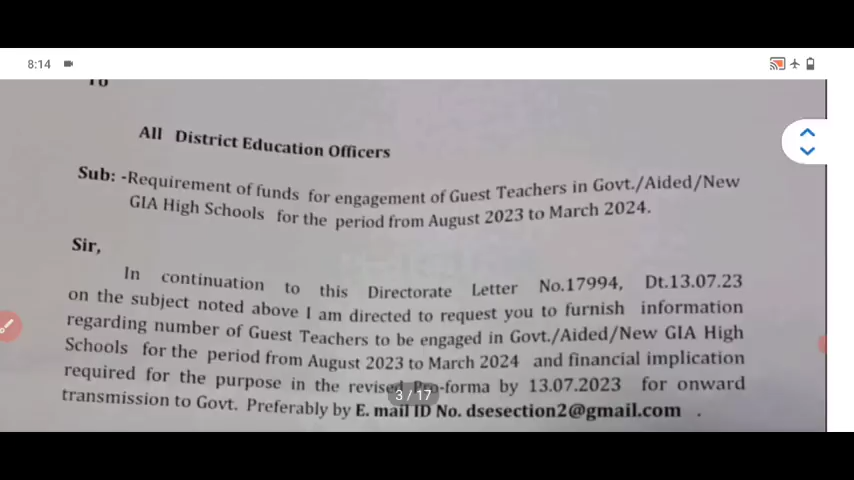 8:14
To
All District Education Officers
Sub: -Requirement of funds for engagement of Guest Teachers in Govt./Aided/New
GIA High Schools for the period from August 2023 to March 2024.
Sir,
In continuation to this Directorate Letter No.17994, Dt.13.07.23
on the subject noted above I am directed to request you to furnish information
regarding number of Guest Teachers to be engaged in Govt./Aided/New GIA High
Schools for the period from August 2023 to March 2024 and financial implication
required for the purpose in the revised Pro-forma by 13.07.2023 for onward
3 / 17
transmission to Govt. Preferably by E. mail ID No. dsesection2@gmail.com .